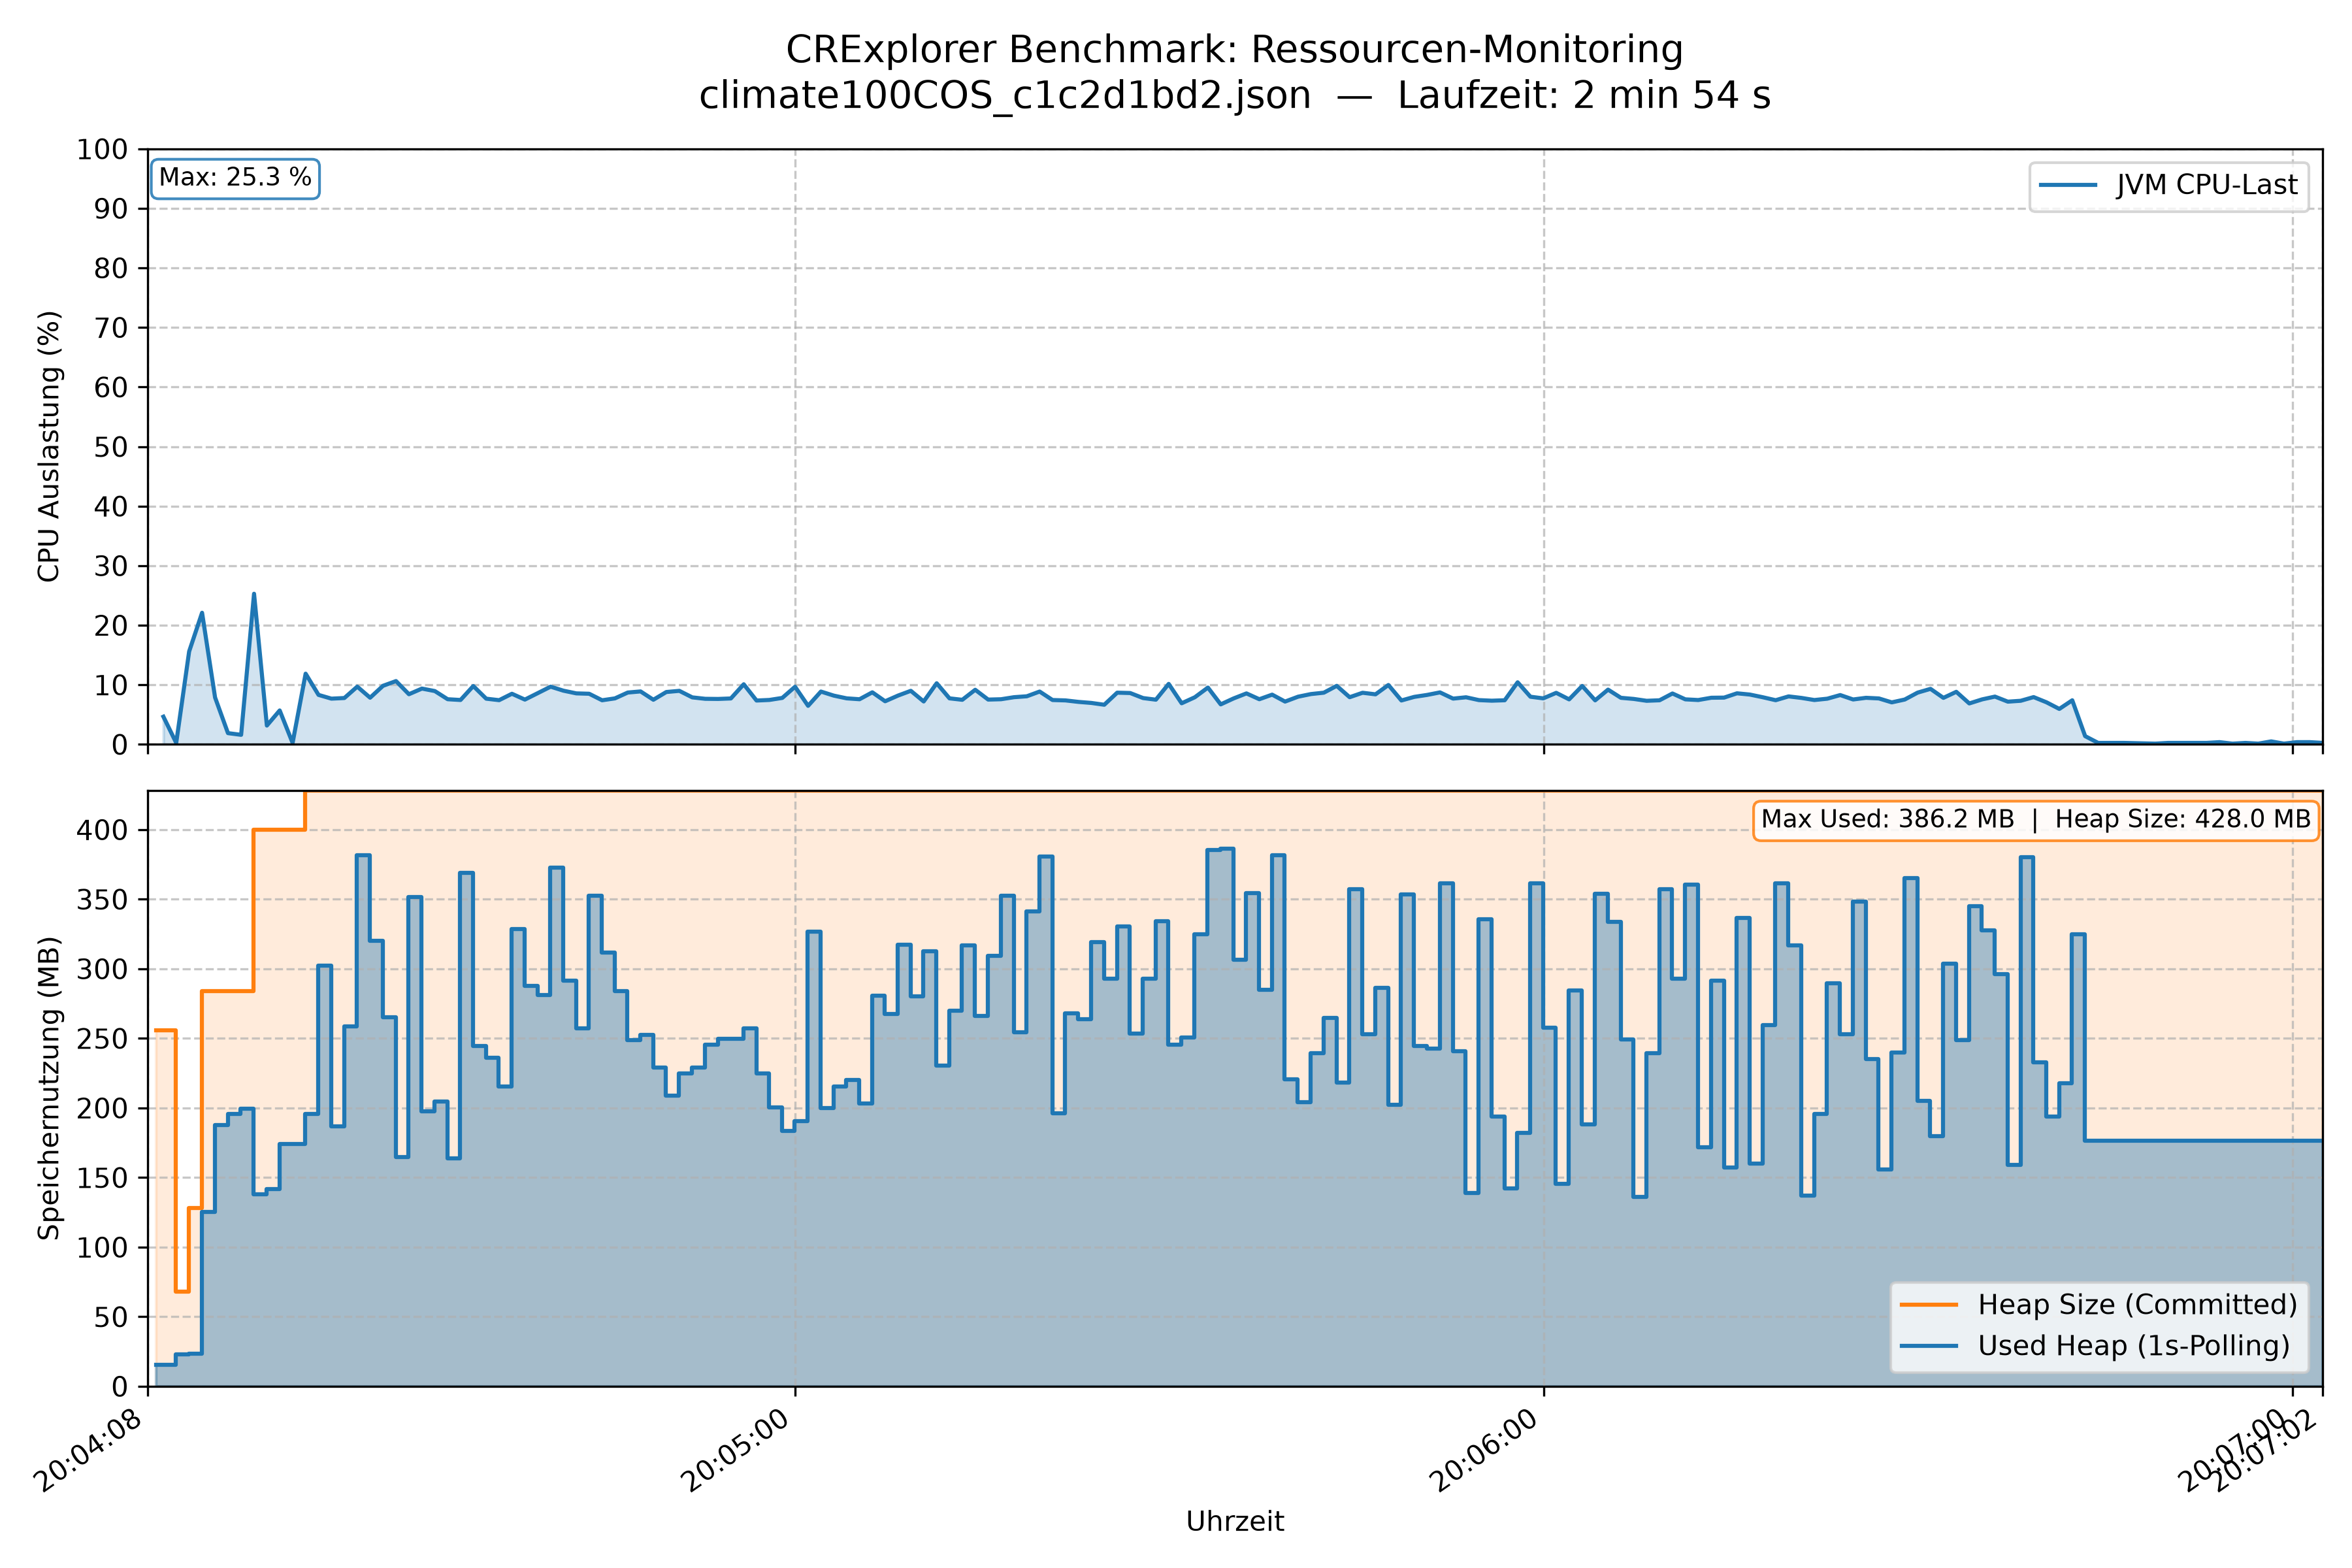 CRExplorer Benchmark: Ressourcen-Monitoring
climate100COS_c1c2d1bd2.json — Laufzeit: 2 min 54 s
100
90
80
70
60
50
40
30
20
10
0
CPU Auslastung (%)
Max: 25.3 %
JVM CPU-Last
400
350
300
250
200
150
100
50
0
Speichernutzung (MB)
Max Used: 386.2 MB | Heap Size: 428.0 MB
Heap Size (Committed)
Used Heap (1s-Polling)
20:04:08
20:05:00
20:06:00
20:07:00
20:07:02
Uhrzeit